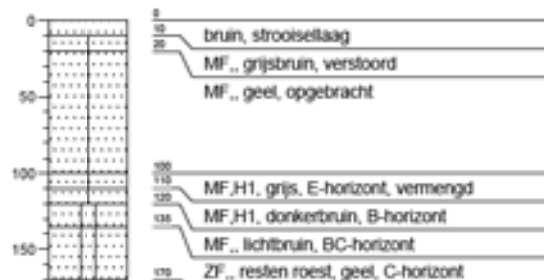 0
0
10
bruin, strooisellaag
20
MF,, grijsbruin, verstoord
MF,, geel, opgebracht
50
100
100
110
MF,H1, grijs, E-horizont, vermengd
120
MF,H1, donkerbruin, B-horizont
135
MF,, lichtbruin, BC-horizont
150
170
ZF,, resten roest, geel, C-horizont